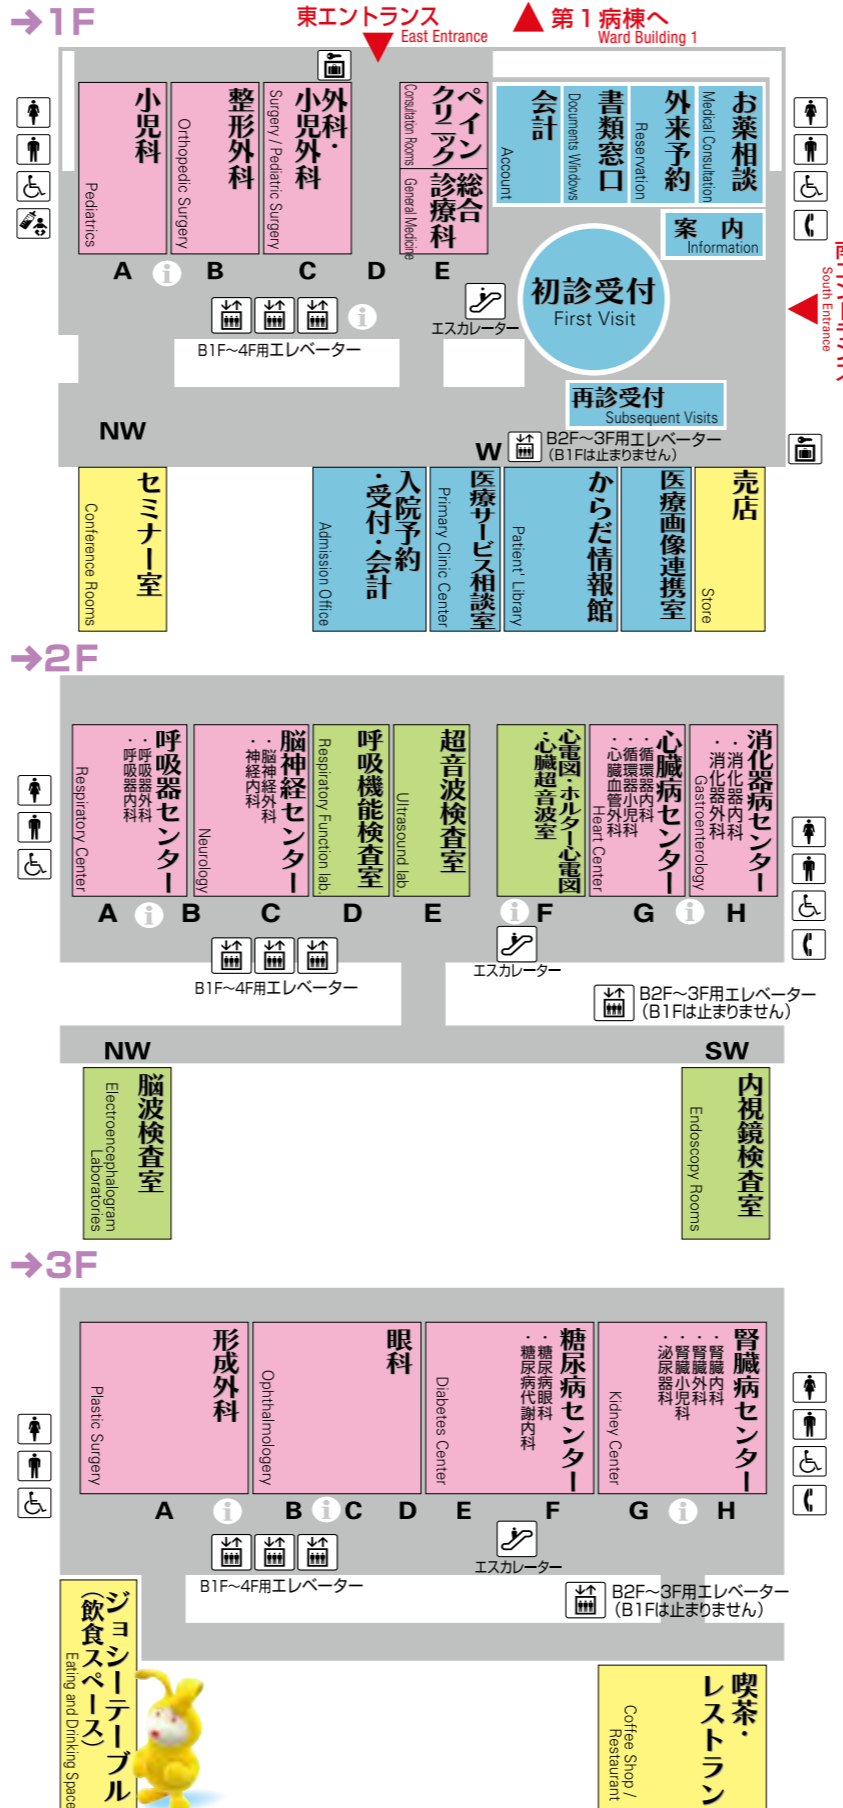 →1F
東エントランス
East Entrance
第1病棟へ
Ward Building 1
小児科
Pediatrics
整形外科
Orthopedic Surgery
外科・
小児外科
Surgery / Pediatric Surgery
ペイン
クリニック
Consultation Rooms
総合
診療科
General Medicine
会計
Account
書類窓口
Documents Windows
外来予約
Reservation
お薬相談
Medical Consultation
案 内
Information
A
B
C
D
E
初診受付
First Visit
South Entrance
エスカレーター
B1F~4F用エレベーター
再診受付
Subsequent Visits
NW
W
B2F~3F用エレベーター
(B1Fは止まりません)
セミナー室
Conference Rooms
入院予約
・受付・会計
Admission Office
医療サービス相談室
Primary Clinic Center
からだ情報館
Patient' Library
医療画像連携室
売店
Store
→2F
呼吸器センター
・呼吸器外科
・呼吸器内科
Respiratory Center
脳神経センター
・脳神経外科
・神経内科
Neurology
呼吸機能検査室
Respiratory Function lab.
超音波検査室
Ultrasound lab.
心電図・ホルター心電図
・心臓超音波室
心臓病センター
・循環器内科
・循環器小児科
・心臓血管外科
Heart Center
消化器病センター
・消化器内科
・消化器外科
Gastroenterology
A
B
C
D
E
F
G
H
B1F~4F用エレベーター
エスカレーター
B2F~3F用エレベーター
(B1Fは止まりません)
NW
SW
脳波検査室
Electroencephalogram
Laboratories
内視鏡検査室
Endoscopy Rooms
→3F
形成外科
Plastic Surgery
眼科
Ophthalmologery
糖尿病センター
・糖尿病眼科
・糖尿病代謝内科
Diabetes Center
腎臓病センター
・腎臓内科
・腎臓外科
・腎臓小児科
・泌尿器科
Kidney Center
A
B
C
D
E
F
G
H
B1F~4F用エレベーター
エスカレーター
B2F~3F用エレベーター
(B1Fは止まりません)
ジョシーテーブル
(飲食スペース)
Eating and Drinking Space
喫茶・
レストラン
Coffee Shop /
Restaurant